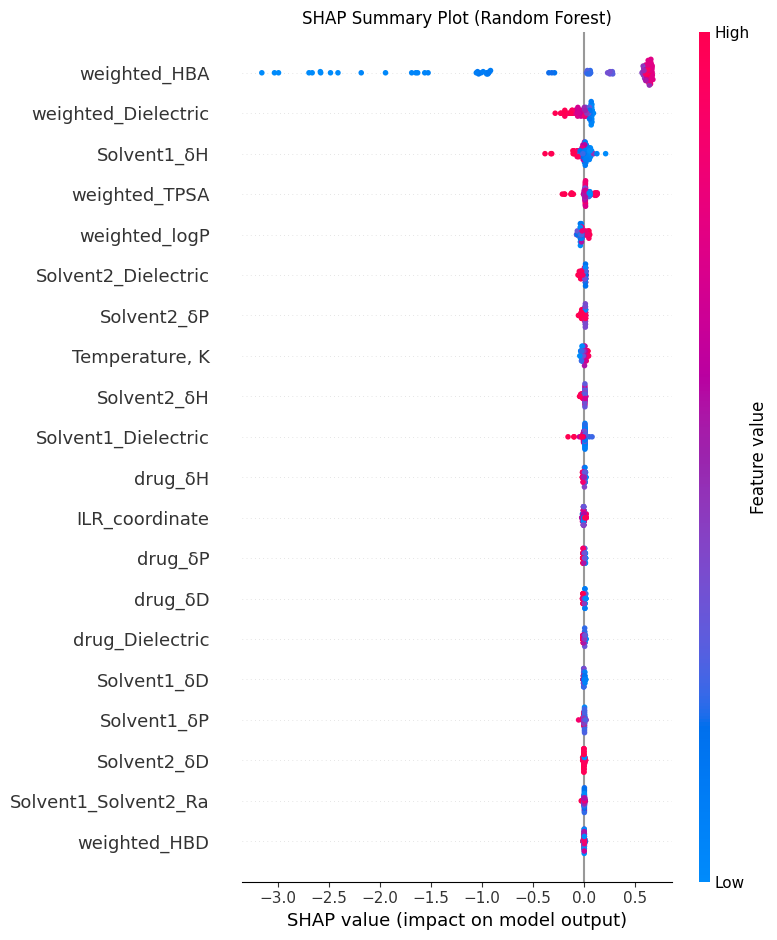 SHAP Summary Plot (Random Forest)
High
weighted_HBA
weighted_Dielectric
Solvent1_δH
weighted_TPSA
weighted_logP
Solvent2_Dielectric
Solvent2_δP
Temperature, K
Solvent2_δH
Solvent1_Dielectric
drug_δH
ILR_coordinate
drug_δP
drug_δD
drug_Dielectric
Solvent1_δD
Solvent1_δP
Solvent2_δD
Solvent1_Solvent2_Ra
weighted_HBD
Feature value
Low
−3.0 −2.5 −2.0 −1.5 −1.0 −0.5 0.0 0.5
SHAP value (impact on model output)